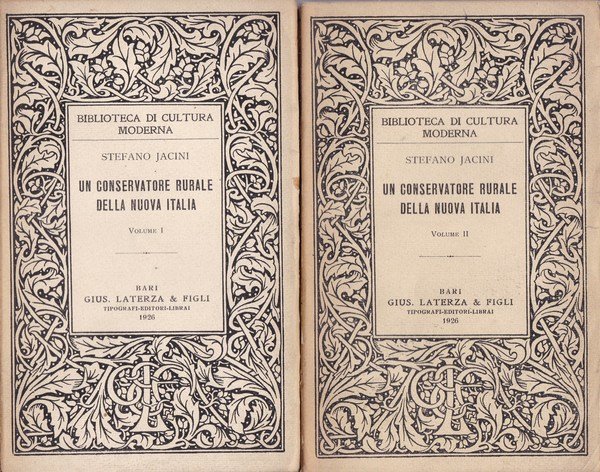 BIBLIOTECA DI CULTURA
MODERNA
STEFANO JACINI
UN CONSERVATORE RURALE
DELLA NUOVA ITALIA
VOLUME I
BARI
GIUS. LATERZA & FIGLI
TIPOGRAFI-EDITORI-LIBRAI
1926
BIBLIOTECA DI CULTURA
MODERNA
STEFANO JACINI
UN CONSERVATORE RURALE
DELLA NUOVA ITALIA
VOLUME II
BARI
GIUS. LATERZA & FIGLI
TIPOGRAFI-EDITORI-LIBRAI
1926